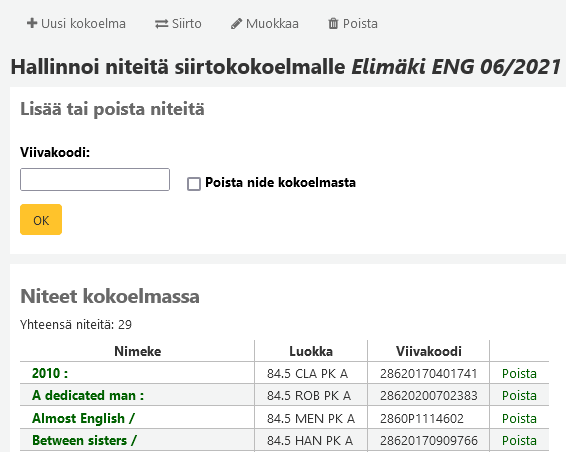 Uusi kokoelma Siirto Muokkaa Poista
Hallinnoi niteitä siirtokokoelmalle Elimäki ENG 06/2021
Lisää tai poista niteitä
Viivakoodi:
Poista nide kokoelmasta
OK
Niteet kokoelmassa
Yhteensä niteitä: 29
Nimeke Luokka Viivakoodi
2010 : 84.5 CLA PK A 28620170401741 Poista
A dedicated man : 84.5 ROB PK A 28620200702383 Poista
Almost English / 84.5 MEN PK A 2860P1114602 Poista
Between sisters / 84.5 HAN PK A 28620170909766 Poista